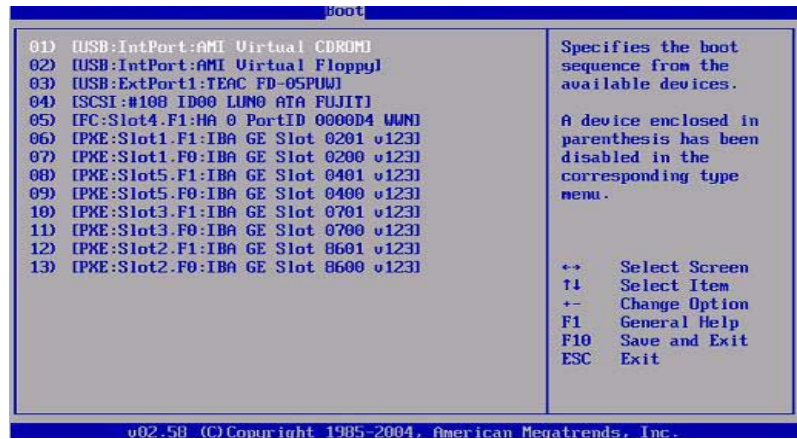 Boot
01) [USB:IntPort:AMI Virtual CDROM]
02) [USB:IntPort:AMI Virtual Floppy]
03) [USB:ExtPort1:TEAC FD-05PUW]
04) [SCSI:#108 ID00 LUN0 ATA FUJIT]
05) [FC:Slot4.F1:HA 0 PortID 0000D4 WWN]
06) [PXE:Slot1.F1:IBA GE Slot 0201 v123]
07) [PXE:Slot1.F0:IBA GE Slot 0200 v123]
08) [PXE:Slot5.F1:IBA GE Slot 0401 v123]
09) [PXE:Slot5.F0:IBA GE Slot 0400 v123]
10) [PXE:Slot3.F1:IBA GE Slot 0701 v123]
11) [PXE:Slot3.F0:IBA GE Slot 0700 v123]
12) [PXE:Slot2.F1:IBA GE Slot 8601 v123]
13) [PXE:Slot2.F0:IBA GE Slot 8600 v123]
Specifies the boot
sequence from the
available devices.
A device enclosed in
parenthesis has been
disabled in the
corresponding type
menu.
↔ Select Screen
↑↓ Select Item
+- Change Option
F1 General Help
F10 Save and Exit
ESC Exit
v02.58 (C)Copyright 1985-2004, American Megatrends, Inc.